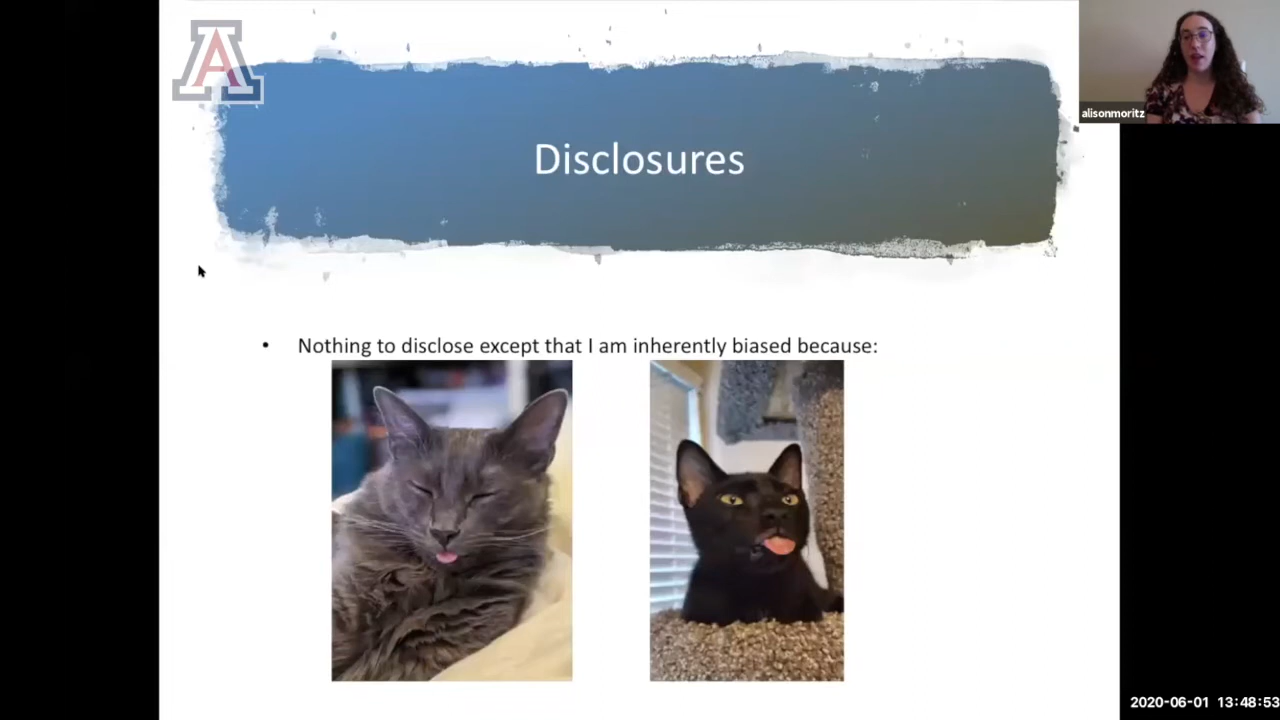 A
alisonmoritz
Disclosures
• Nothing to disclose except that I am inherently biased because:
2020-06-01 13:48:53